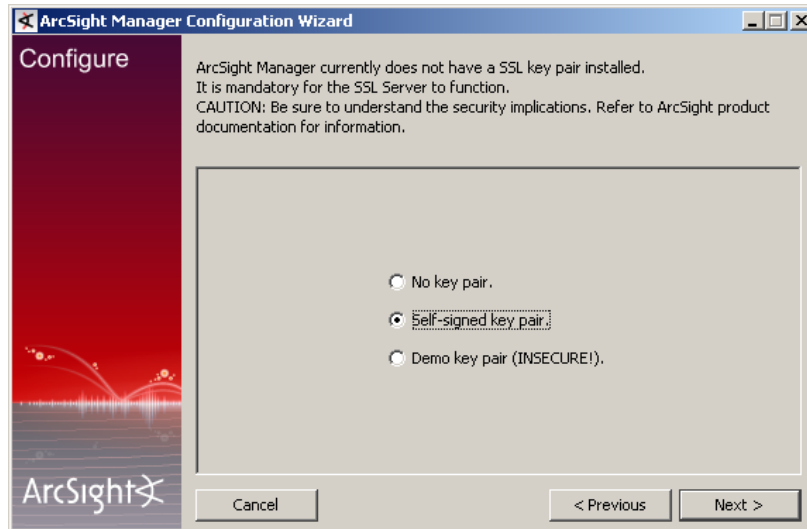 ArcSight Manager Configuration Wizard
Configure
ArcSight Manager currently does not have a SSL key pair installed.
It is mandatory for the SSL Server to function.
CAUTION: Be sure to understand the security implications. Refer to ArcSight product
documentation for information.
No key pair.
Self-signed key pair.
Demo key pair (INSECURE!).
ArcSight
Cancel
< Previous
Next >